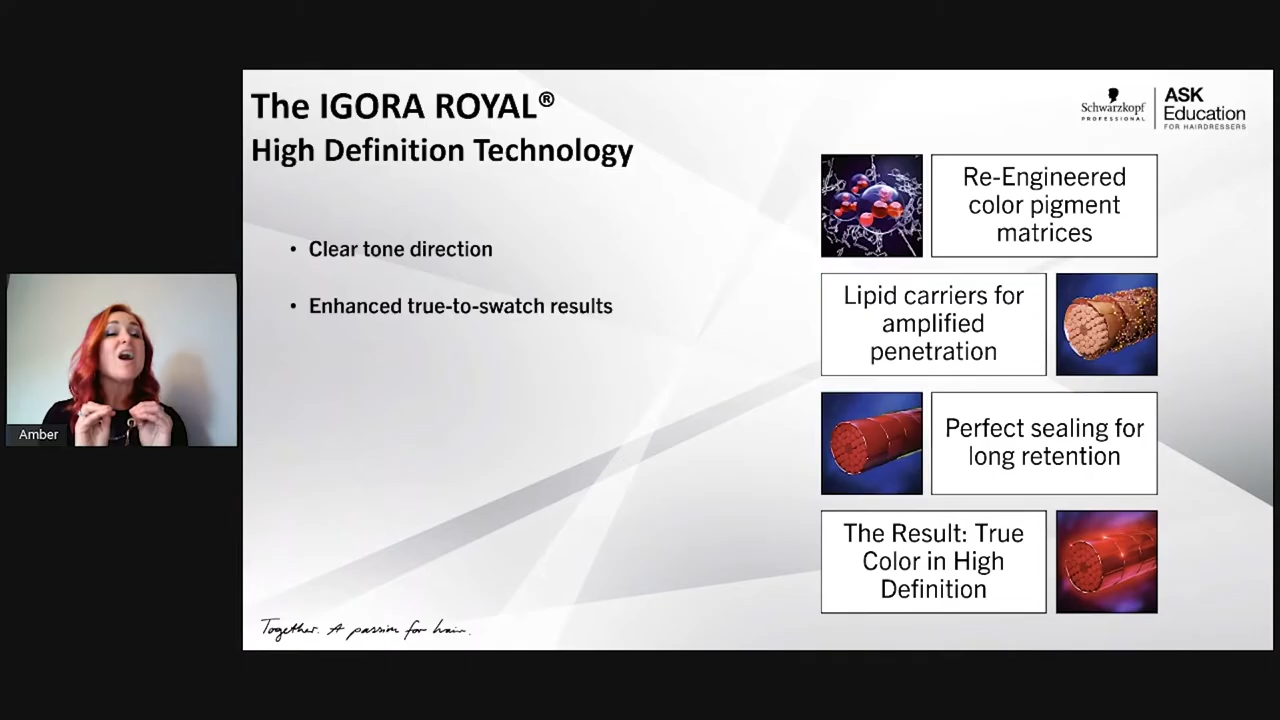 The IGORA ROYAL®
High Definition Technology
Schwarzkopf
PROFESSIONAL
ASK
Education
FOR HAIRDRESSERS
• Clear tone direction
• Enhanced true-to-swatch results
Re-Engineered
color pigment
matrices
Lipid carriers for
amplified
penetration
Perfect sealing for
long retention
The Result: True
Color in High
Definition
Amber
Together. A passion for hair.